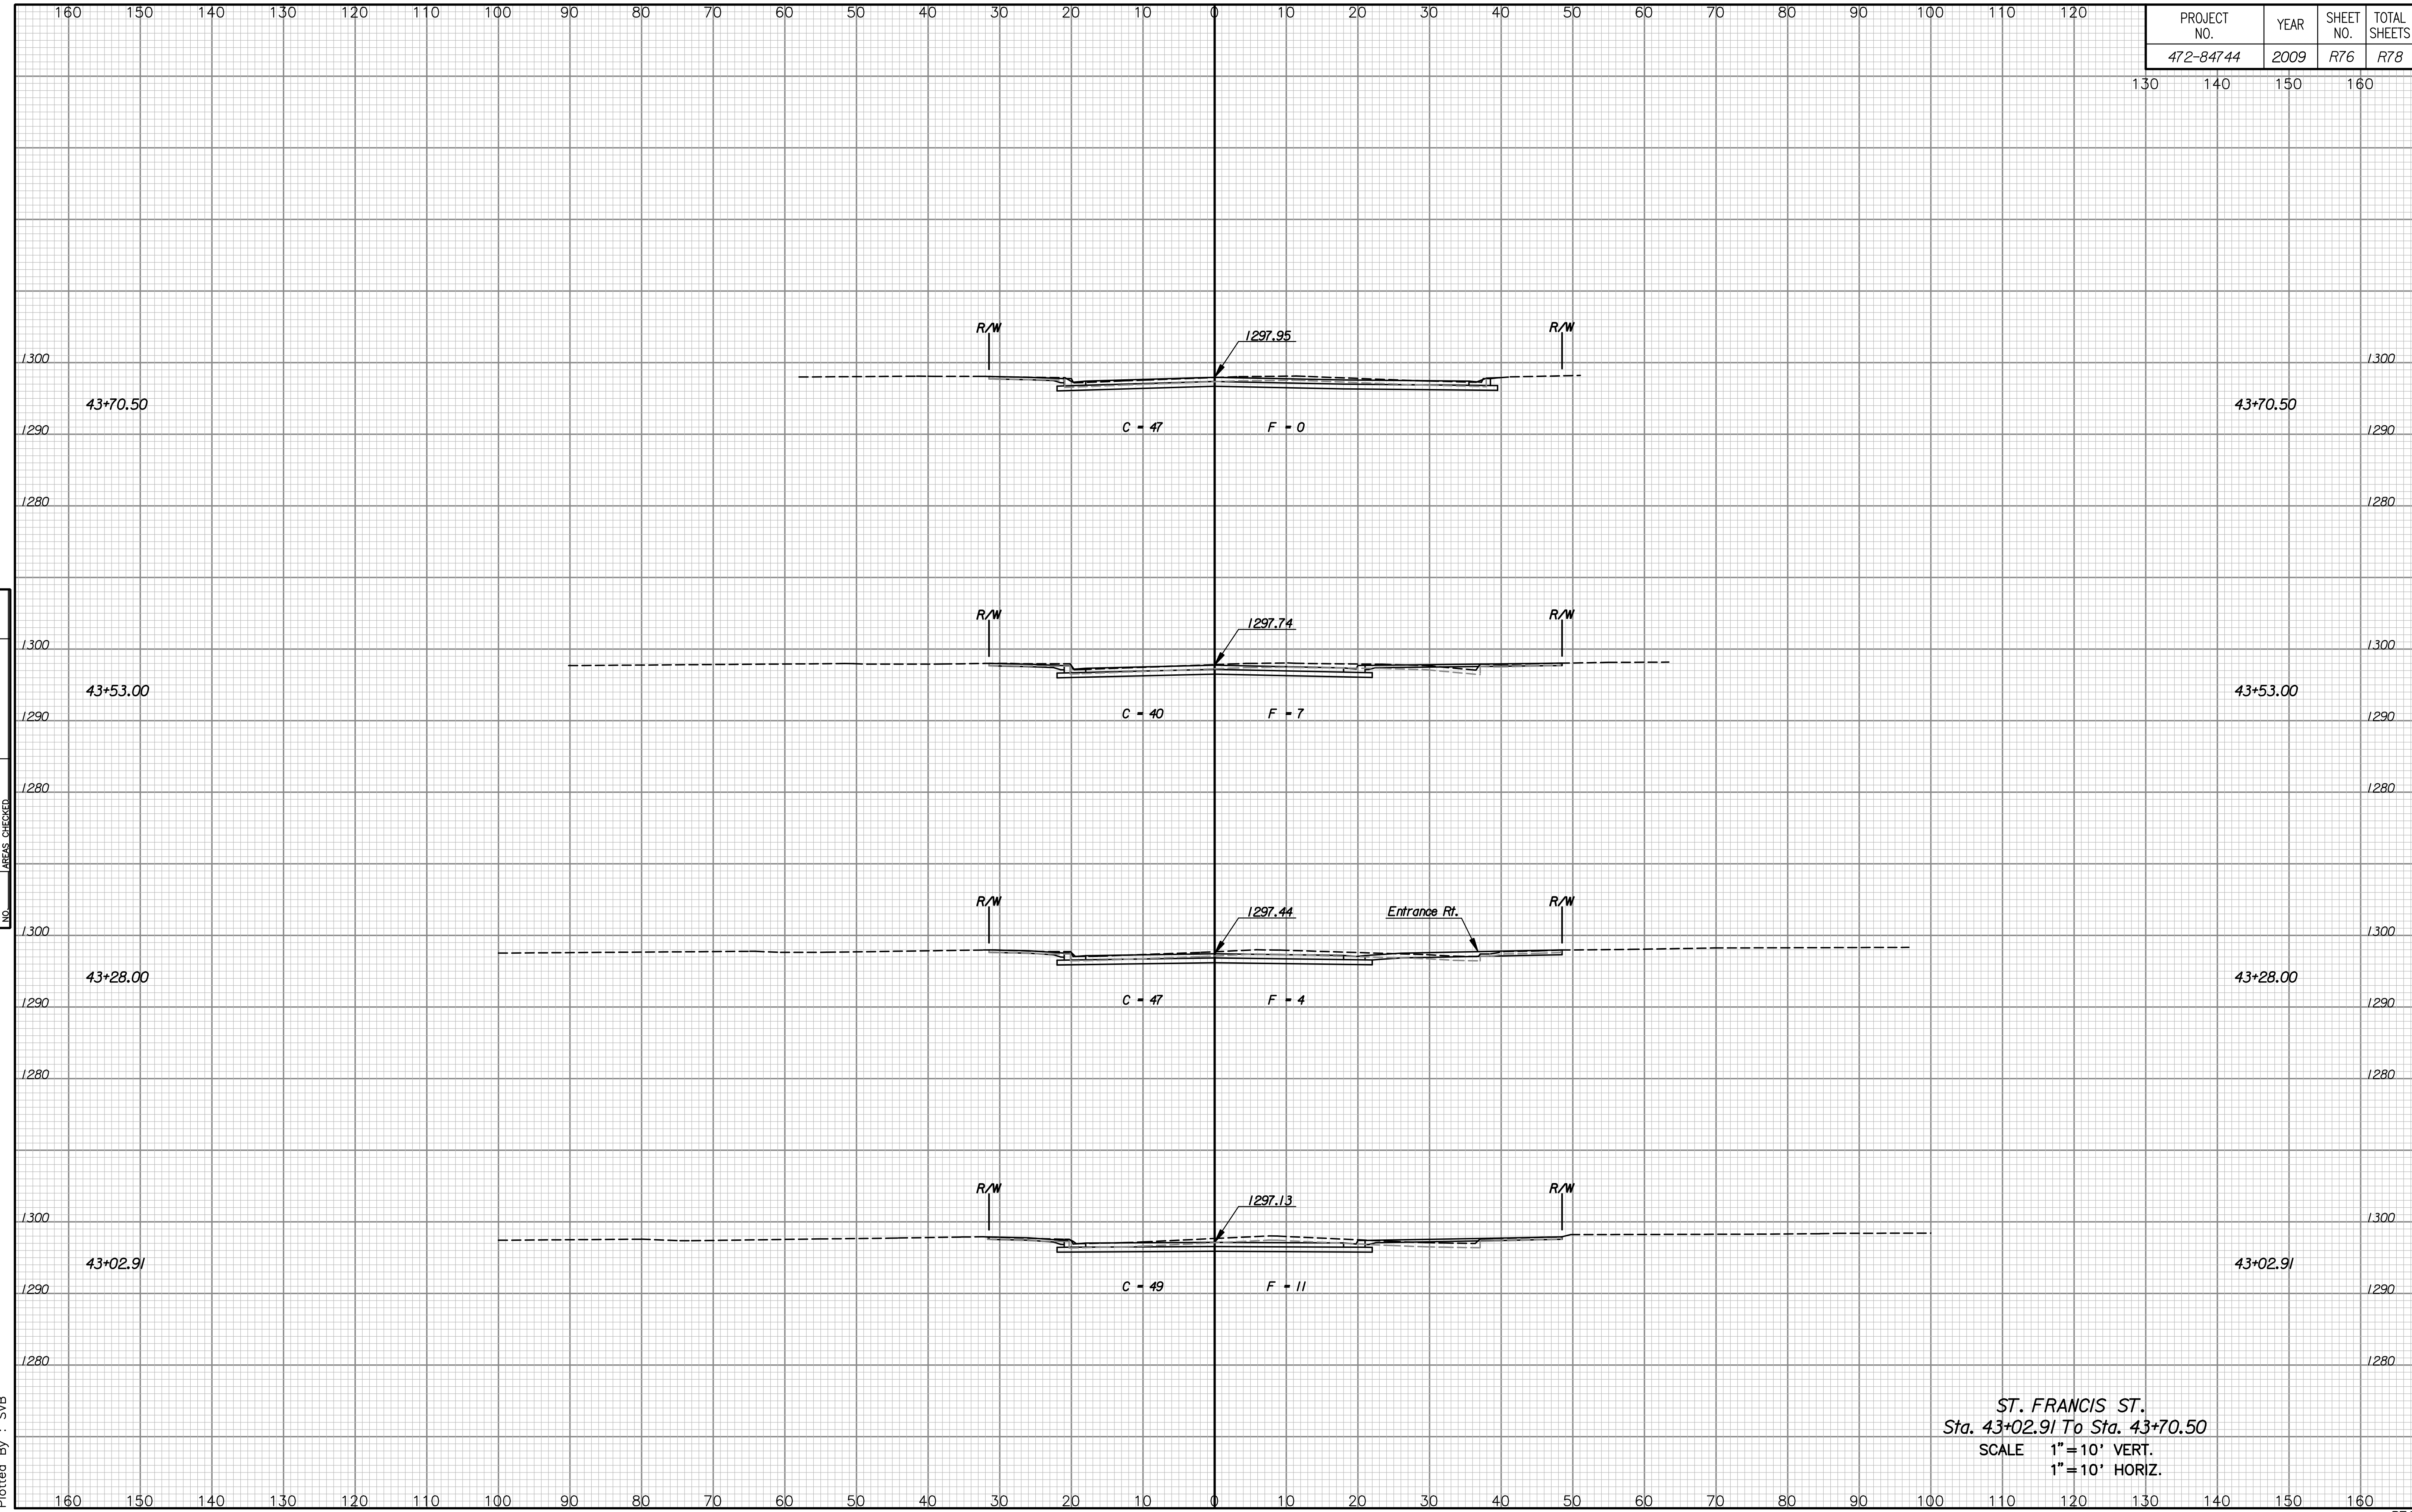 160 150 140 130 120 110 100 90 80 70 60 50 40 30 20 10 0 10 20 30 40 50 60 70 80 90 100 110 120
PROJECT NO. YEAR SHEET NO. TOTAL SHEETS
472-84744 2009 R76 R78
130 140 150 160
R/W 1297.95 R/W
1300 1300
43+70.50 43+70.50
C = 47 F = 0
1290 1290
1280 1280
R/W 1297.74 R/W
1300 1300
43+53.00 43+53.00
C = 40 F = 7
1290 1290
1280 1280
AREAS CHECKED
NO.
R/W 1297.44 Entrance Rt. R/W
1300 1300
43+28.00 43+28.00
C = 47 F = 4
1290 1290
1280 1280
R/W 1297.13 R/W
1300 1300
43+02.91 43+02.91
C = 49 F = 11
1290 1290
1280 1280
Plotted By : SVB
ST. FRANCIS ST.
Sta. 43+02.91 To Sta. 43+70.50
SCALE 1"=10' VERT.
1"=10' HORIZ.
160 150 140 130 120 110 100 90 80 70 60 50 40 30 20 10 0 10 20 30 40 50 60 70 80 90 100 110 120 130 140 150 160